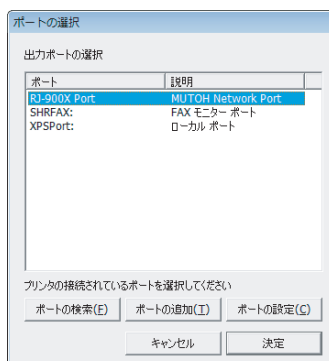 ポートの選択
出力ポートの選択
ポート 説明
RJ-900X Port MUTOH Network Port
SHRFAX: FAX モニター ポート
XPSPort: ローカル ポート
プリンタの接続されているポートを選択してください
ポートの検索(F) ポートの追加(T) ポートの設定(C)
キャンセル 決定